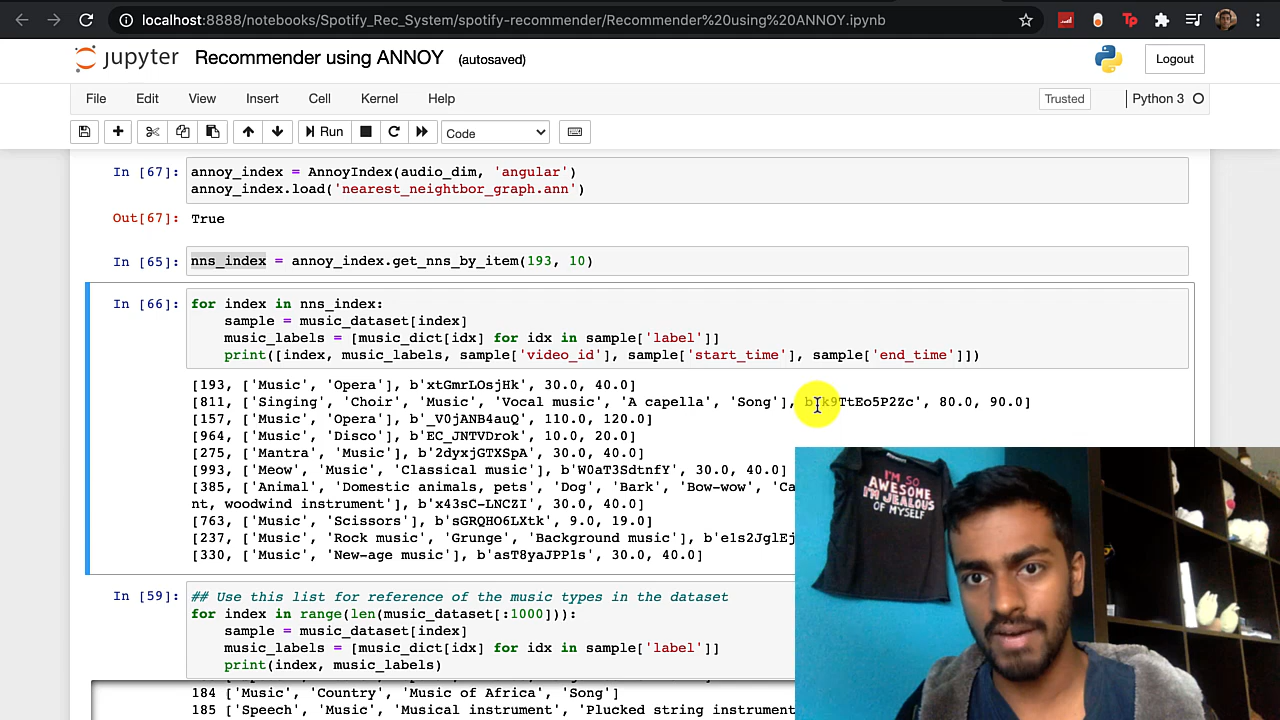 localhost:8888/notebooks/Spotify_Rec_System/spotify-recommender/Recommender%20using%20ANNOY.ipynb
Tp
jupyter Recommender using ANNOY (autosaved)
Logout
File Edit View Insert Cell Kernel Help
Trusted
Python 3
Run
Code
In [67]: annoy_index = AnnoyIndex(audio_dim, 'angular')
annoy_index.load('nearest_neightbor_graph.ann')
Out[67]: True
In [65]: nns_index = annoy_index.get_nns_by_item(193, 10)
In [66]: for index in nns_index:
sample = music_dataset[index]
music_labels = [music_dict[idx] for idx in sample['label']]
print([index, music_labels, sample['video_id'], sample['start_time'], sample['end_time']])
[193, ['Music', 'Opera'], b'xtGmrLOsjHk', 30.0, 40.0]
[811, ['Singing', 'Choir', 'Music', 'Vocal music', 'A capella', 'Song'], b'k9TtEo5P2Zc', 80.0, 90.0]
[157, ['Music', 'Opera'], b'_V0jANB4auQ', 110.0, 120.0]
[964, ['Music', 'Disco'], b'EC_JNTVDrok', 10.0, 20.0]
[275, ['Mantra', 'Music'], b'2dyxjGTXSpA', 30.0, 40.0]
[993, ['Meow', 'Music', 'Classical music'], b'W0aT3SdtnfY', 30.0, 40.0]
[385, ['Animal', 'Domestic animals, pets', 'Dog', 'Bark', 'Bow-wow', 'Ca
nt, woodwind instrument'], b'x43sC-LNCZI', 30.0, 40.0]
[763, ['Music', 'Scissors'], b'sGRQHO6LXtk', 9.0, 19.0]
[237, ['Music', 'Rock music', 'Grunge', 'Background music'], b'e1s2JglEj
[330, ['Music', 'New-age music'], b'asT8yaJPP1s', 30.0, 40.0]
In [59]: ## Use this list for reference of the music types in the dataset
for index in range(len(music_dataset[:1000])):
sample = music_dataset[index]
music_labels = [music_dict[idx] for idx in sample['label']]
print(index, music_labels)
184 ['Music', 'Country', 'Music of Africa', 'Song']
185 ['Speech', 'Music', 'Musical instrument', 'Plucked string instrument
I'M SO
AWESOME
I'M JEALOUS
OF MYSELF